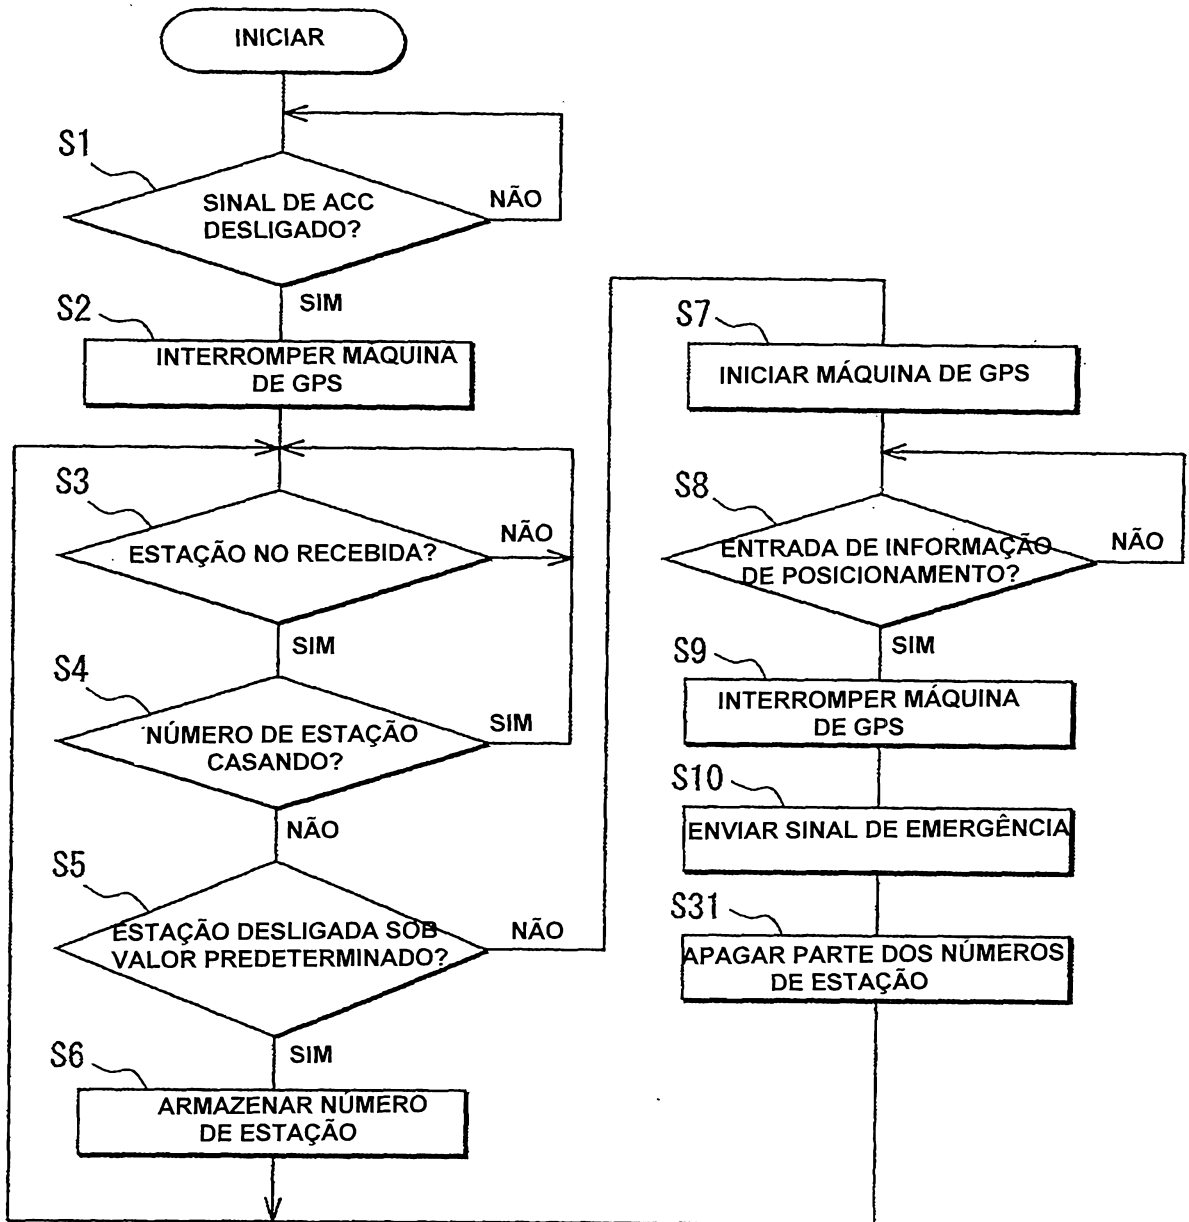 INICIAR
S1
SINAL DE ACC
DESLIGADO?
NÃO
SIM
S2
INTERROMPER MAQUINA
DE GPS
S3
ESTAÇÃO NO RECEBIDA?
NÃO
SIM
S4
NÚMERO DE ESTAÇÃO
CASANDO?
SIM
NÃO
S5
ESTAÇÃO DESLIGADA SOB
VALOR PREDETERMINADO?
NÃO
SIM
S6
ARMAZENAR NÚMERO
DE ESTAÇÃO
S7
INICIAR MÁQUINA DE GPS
S8
ENTRADA DE INFORMAÇÃO
DE POSICIONAMENTO?
NÃO
SIM
S9
INTERROMPER MÁQUINA
DE GPS
S10
ENVIAR SINAL DE EMERGÊNCIA
S31
APAGAR PARTE DOS NÚMEROS
DE ESTAÇÃO